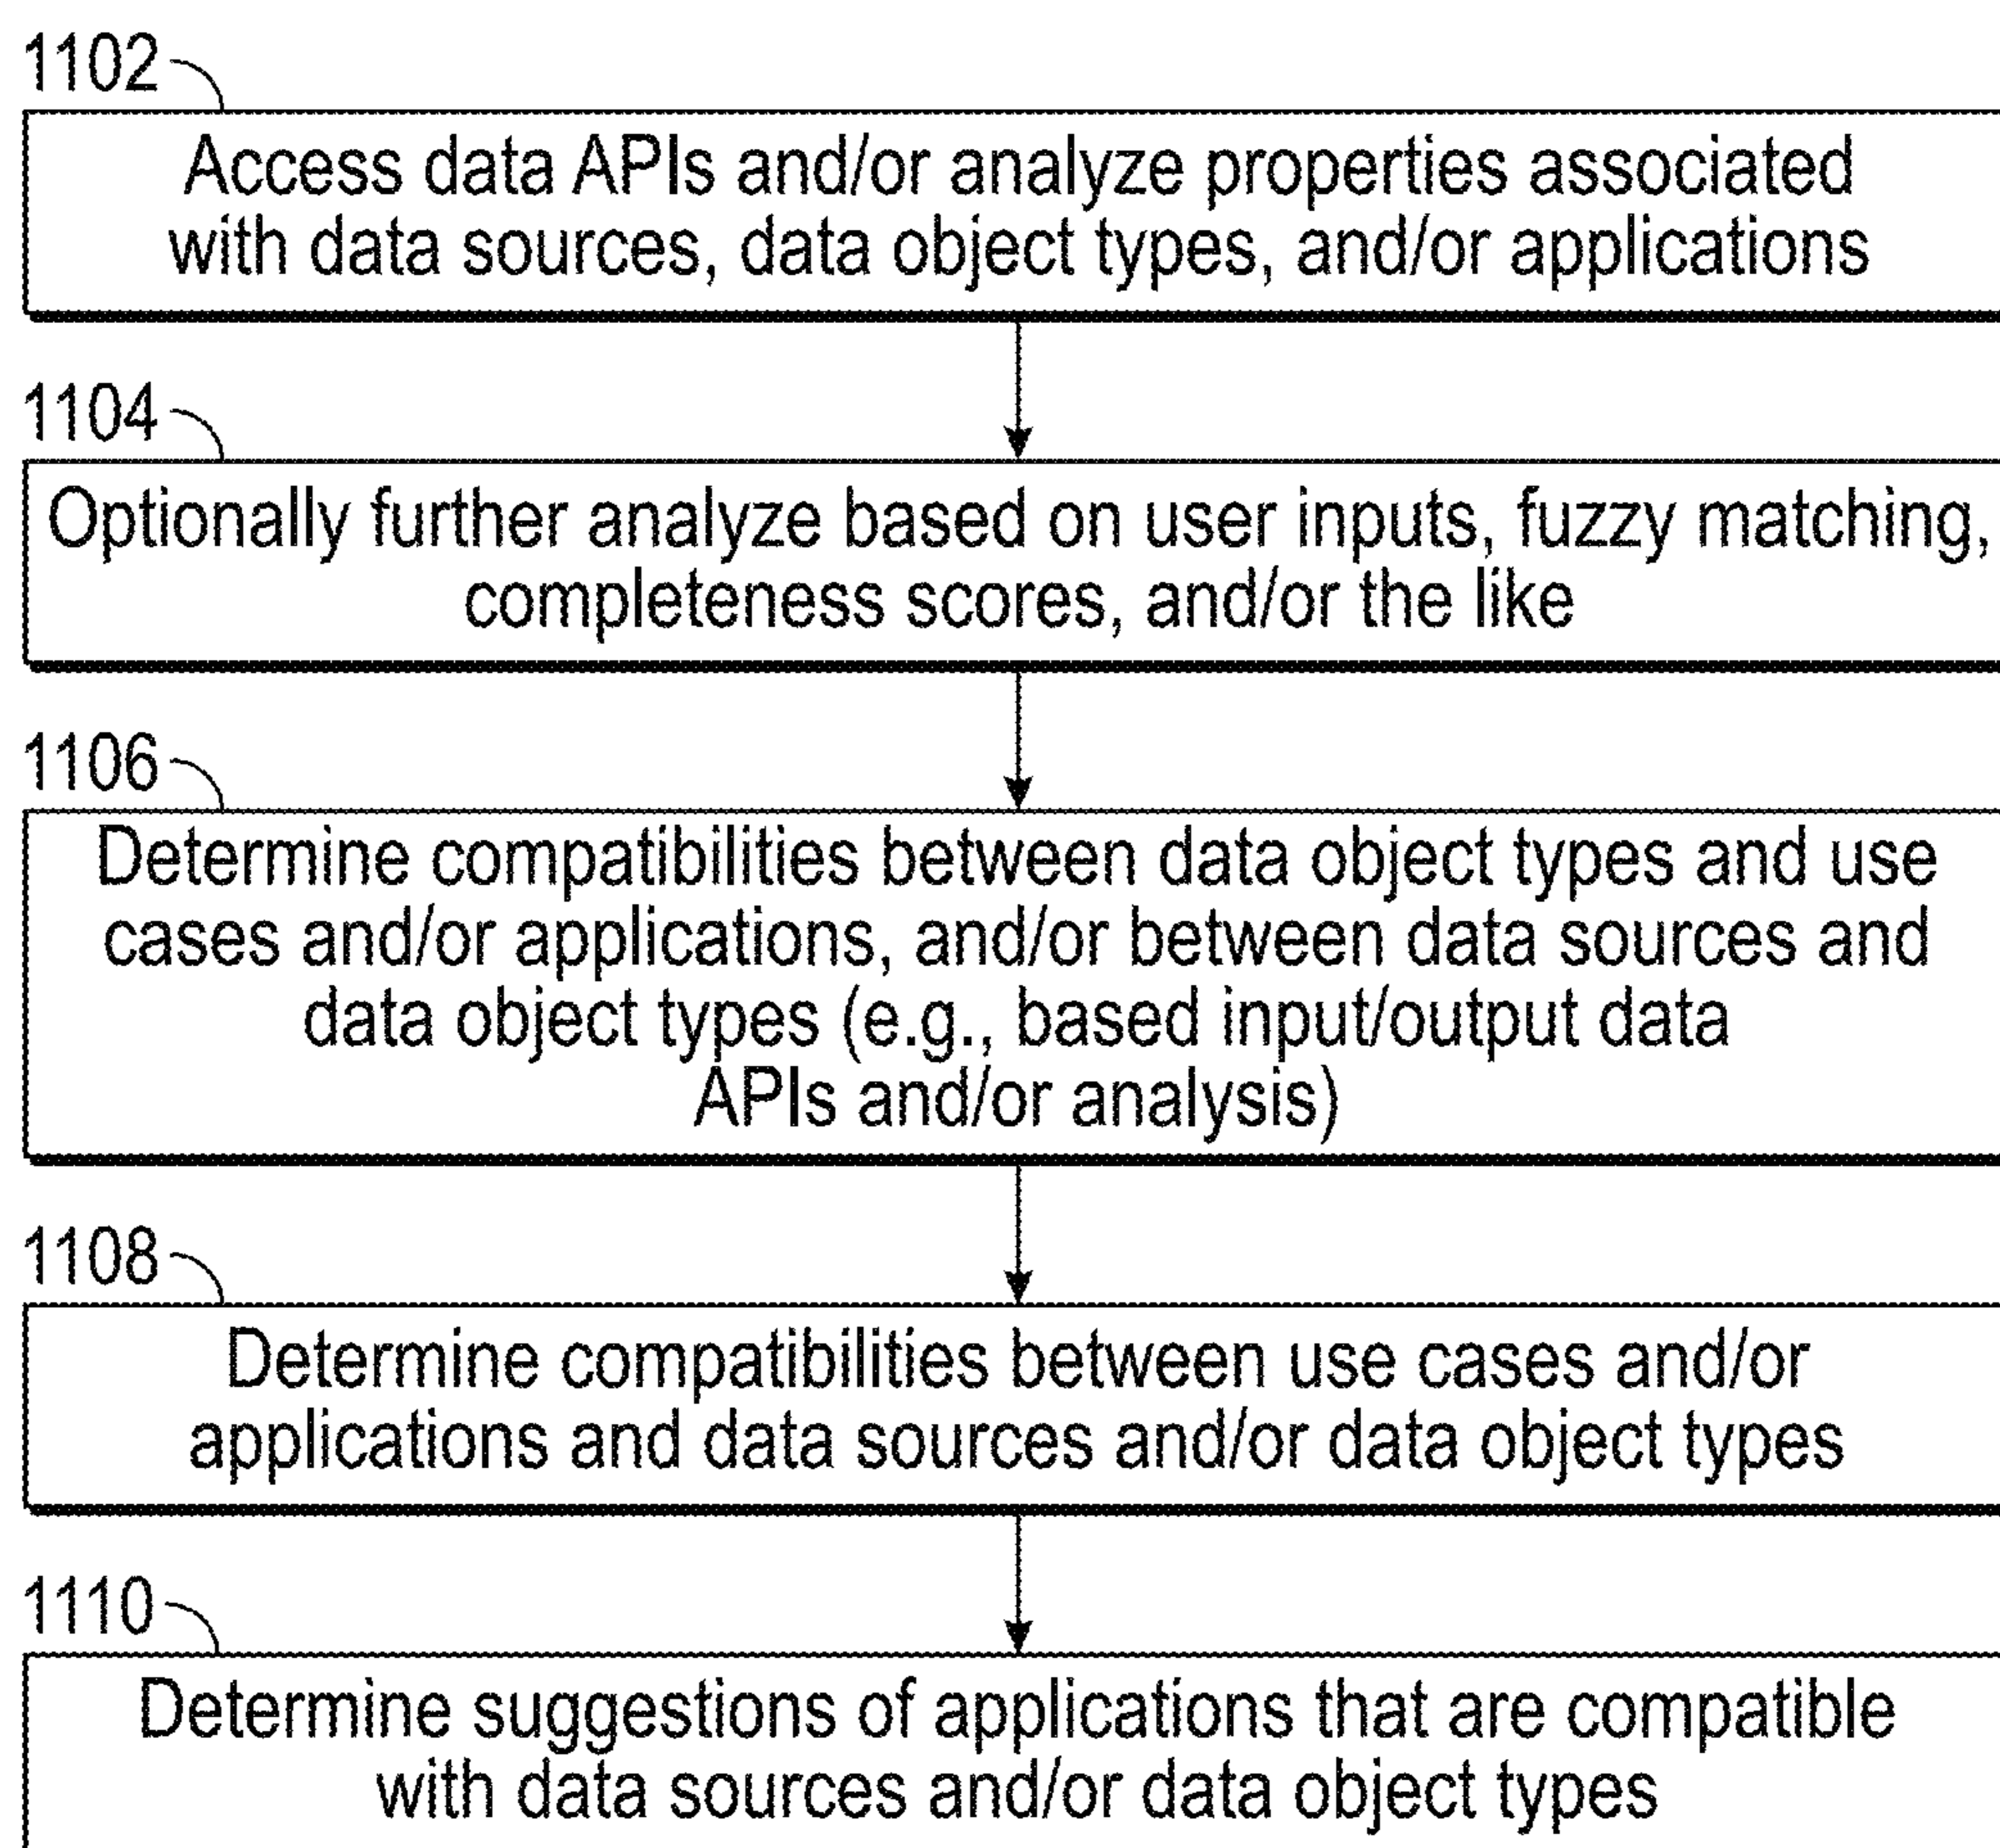 1102
Access data APIs and/or analyze properties associated
with data sources, data object types, and/or applications
1104
Optionally further analyze based on user inputs, fuzzy matching,
completeness scores, and/or the like
1106
Determine compatibilities between data object types and use
cases and/or applications, and/or between data sources and
data object types (e.g., based input/output data
APIs and/or analysis)
1108
Determine compatibilities between use cases and/or
applications and data sources and/or data object types
1110
Determine suggestions of applications that are compatible
with data sources and/or data object types